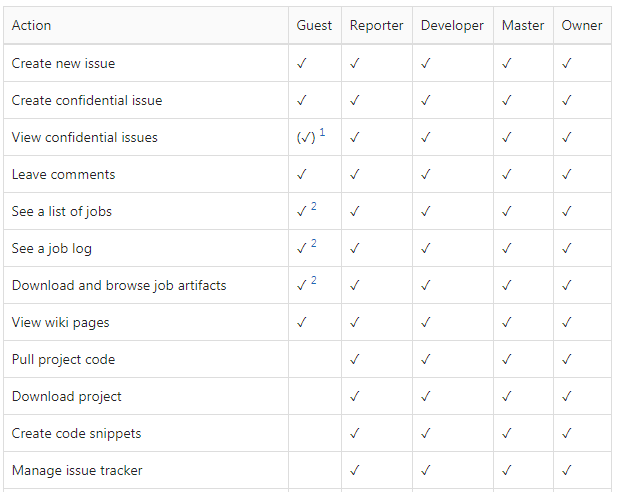 Action Guest Reporter Developer Master Owner
Create new issue ✓ ✓ ✓ ✓ ✓
Create confidential issue ✓ ✓ ✓ ✓ ✓
View confidential issues (✓) 1 ✓ ✓ ✓ ✓
Leave comments ✓ ✓ ✓ ✓ ✓
See a list of jobs ✓ 2 ✓ ✓ ✓ ✓
See a job log ✓ 2 ✓ ✓ ✓ ✓
Download and browse job artifacts ✓ 2 ✓ ✓ ✓ ✓
View wiki pages ✓ ✓ ✓ ✓ ✓
Pull project code ✓ ✓ ✓ ✓
Download project ✓ ✓ ✓ ✓
Create code snippets ✓ ✓ ✓ ✓
Manage issue tracker ✓ ✓ ✓ ✓